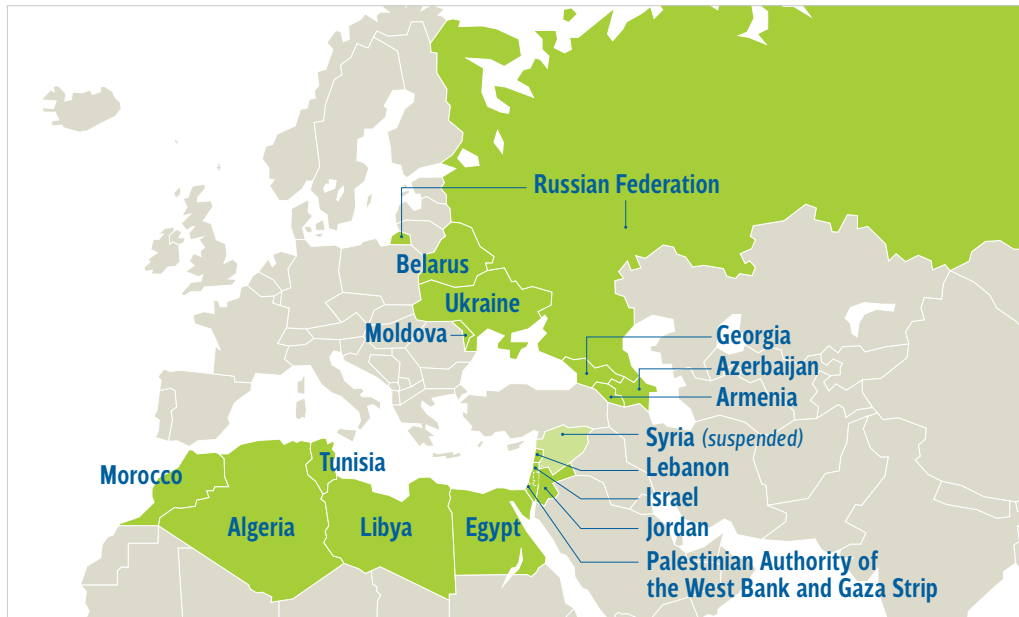 Russian Federation
Belarus
Ukraine
Moldova
Georgia
Azerbaijan
Armenia
Syria (suspended)
Lebanon
Israel
Jordan
Palestinian Authority of
the West Bank and Gaza Strip
Morocco
Tunisia
Algeria
Libya
Egypt